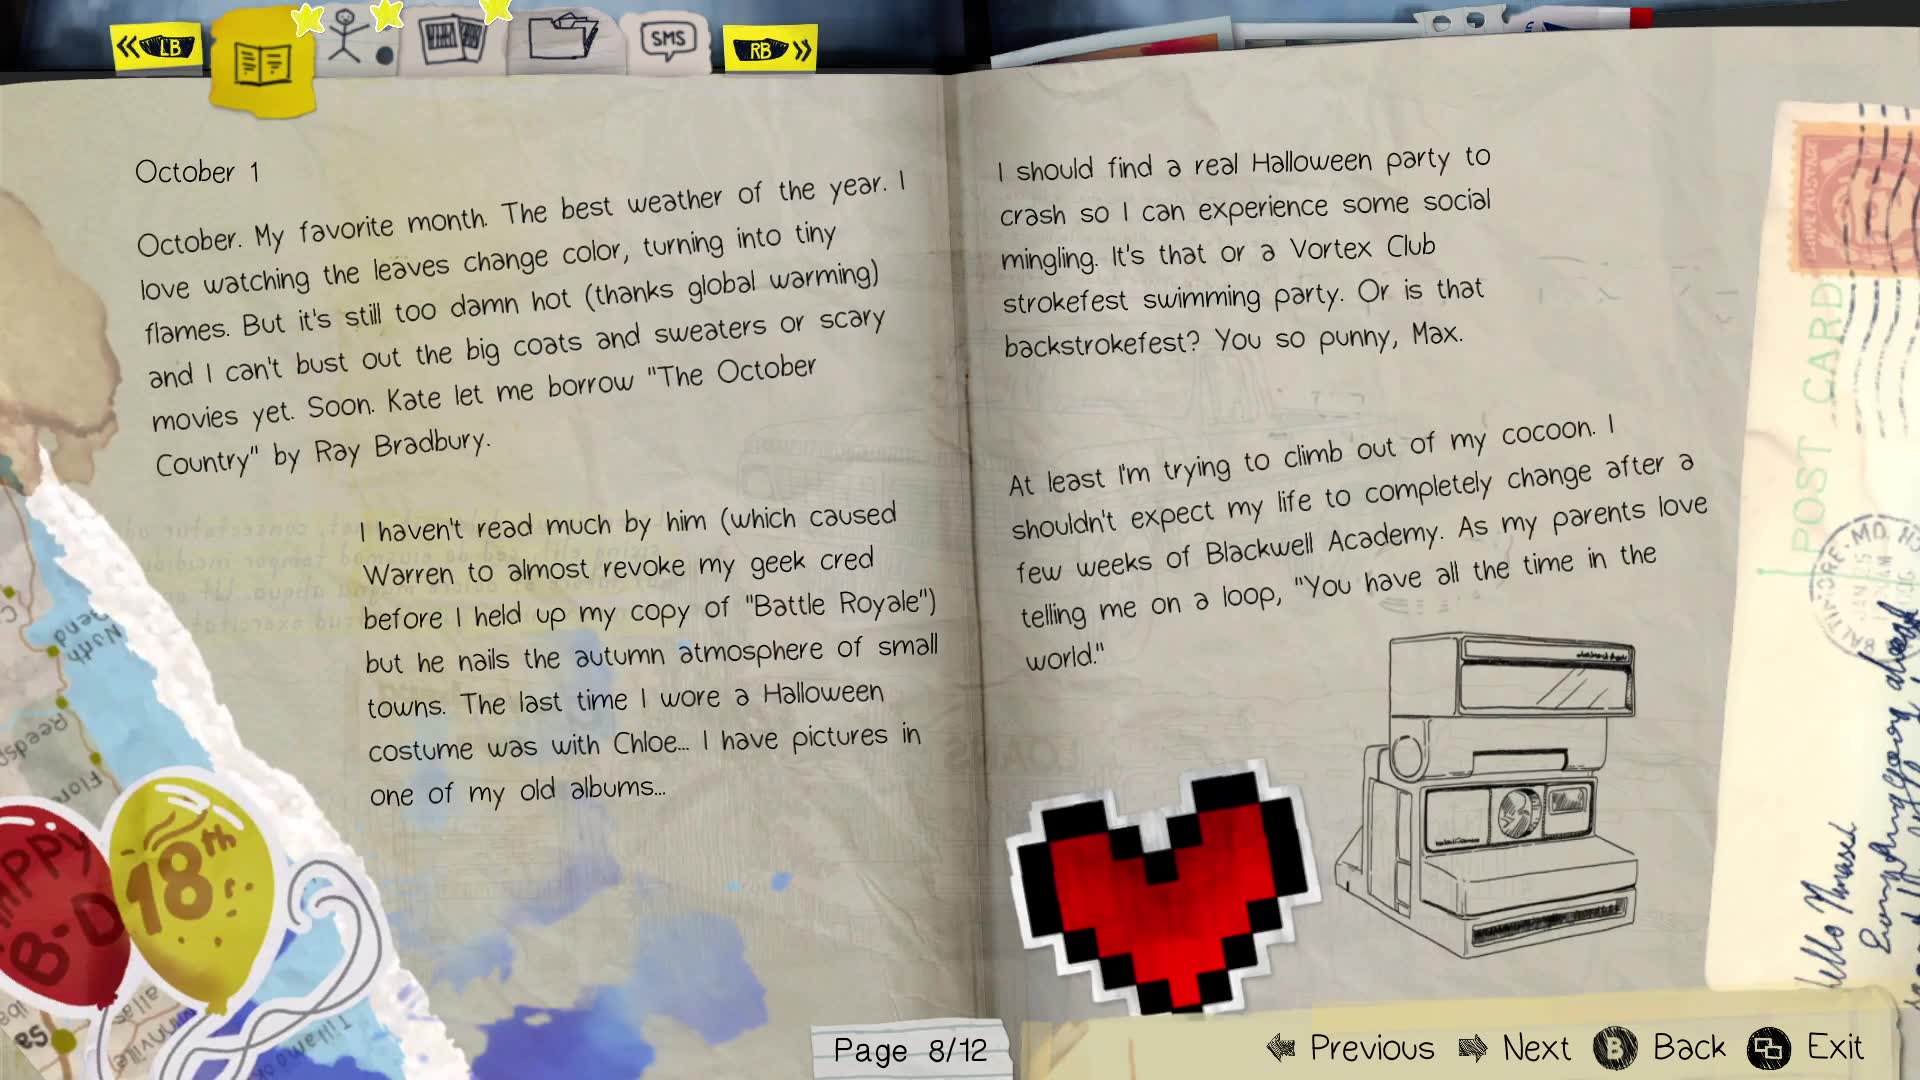 LB
SMS
RB
October 1
October. My favorite month. The best weather of the year. I
love watching the leaves change color, turning into tiny
flames. But it's still too damn hot (thanks global warming)
and I can't bust out the big coats and sweaters or scary
movies yet. Soon. Kate let me borrow "The October
Country" by Ray Bradbury.
I haven't read much by him (which caused
Warren to almost revoke my geek cred
before I held up my copy of "Battle Royale")
but he nails the autumn atmosphere of small
towns. The last time I wore a Halloween
costume was with Chloe... I have pictures in
one of my old albums...
I should find a real Halloween party to
crash so I can experience some social
mingling. It's that or a Vortex Club
strokefest swimming party. Or is that
backstrokefest? You so punny, Max.
At least I'm trying to climb out of my cocoon. I
shouldn't expect my life to completely change after a
few weeks of Blackwell Academy. As my parents love
telling me on a loop, "You have all the time in the
world."
POST CARD
North
Bend
Reedsp
Flore
HAPPY
B-D
18th
Page 8/12
Previous
Next
B Back
Exit